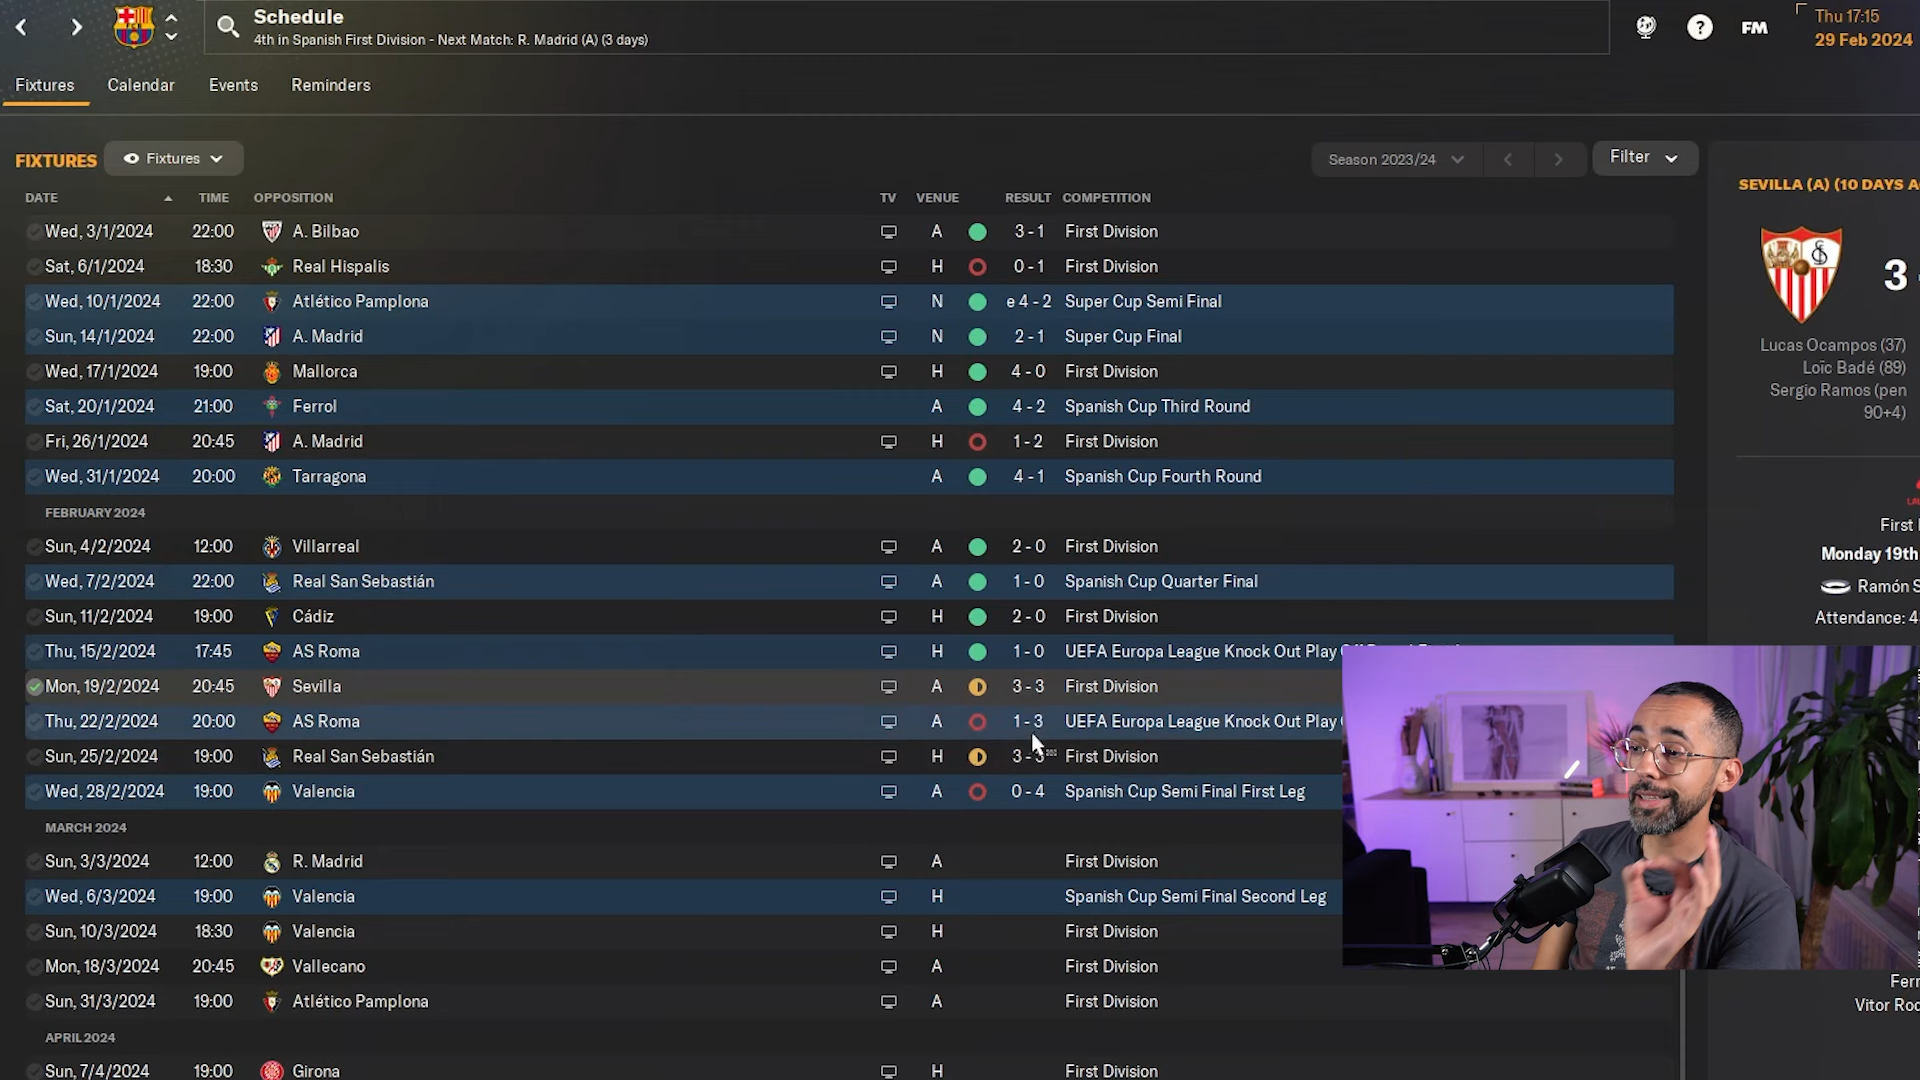 Schedule
4th in Spanish First Division - Next Match: R. Madrid (A) (3 days)
FM
Thu 17:15
29 Feb 2024
Fixtures Calendar Events Reminders
FIXTURES Fixtures Season 2023/24 Filter
DATE TIME OPPOSITION TV VENUE RESULT COMPETITION
Wed, 3/1/2024 22:00 A. Bilbao A 3 - 1 First Division
Sat, 6/1/2024 18:30 Real Hispalis H 0 - 1 First Division
Wed, 10/1/2024 22:00 Atlético Pamplona N e 4 - 2 Super Cup Semi Final
Sun, 14/1/2024 22:00 A. Madrid N 2 - 1 Super Cup Final
Wed, 17/1/2024 19:00 Mallorca H 4 - 0 First Division
Sat, 20/1/2024 21:00 Ferrol A 4 - 2 Spanish Cup Third Round
Fri, 26/1/2024 20:45 A. Madrid H 1 - 2 First Division
Wed, 31/1/2024 20:00 Tarragona A 4 - 1 Spanish Cup Fourth Round
FEBRUARY 2024
Sun, 4/2/2024 12:00 Villarreal A 2 - 0 First Division
Wed, 7/2/2024 22:00 Real San Sebastián A 1 - 0 Spanish Cup Quarter Final
Sun, 11/2/2024 19:00 Cádiz H 2 - 0 First Division
Thu, 15/2/2024 17:45 AS Roma H 1 - 0 UEFA Europa League Knock Out Play
Mon, 19/2/2024 20:45 Sevilla A 3 - 3 First Division
Thu, 22/2/2024 20:00 AS Roma A 1 - 3 UEFA Europa League Knock Out Play
Sun, 25/2/2024 19:00 Real San Sebastián H 3 - 3 First Division
Wed, 28/2/2024 19:00 Valencia A 0 - 4 Spanish Cup Semi Final First Leg
MARCH 2024
Sun, 3/3/2024 12:00 R. Madrid A First Division
Wed, 6/3/2024 19:00 Valencia H Spanish Cup Semi Final Second Leg
Sun, 10/3/2024 18:30 Valencia H First Division
Mon, 18/3/2024 20:45 Vallecano A First Division
Sun, 31/3/2024 19:00 Atlético Pamplona A First Division
APRIL 2024
Sun, 7/4/2024 19:00 Girona H
SEVILLA (A) (10 DAYS A
3
Lucas Ocampos (37)
Loïc Badé (89)
Sergio Ramos (pen
90+4)
First
Monday 19th
Ramón S
Attendance: 4
Ferr
Vitor Roc